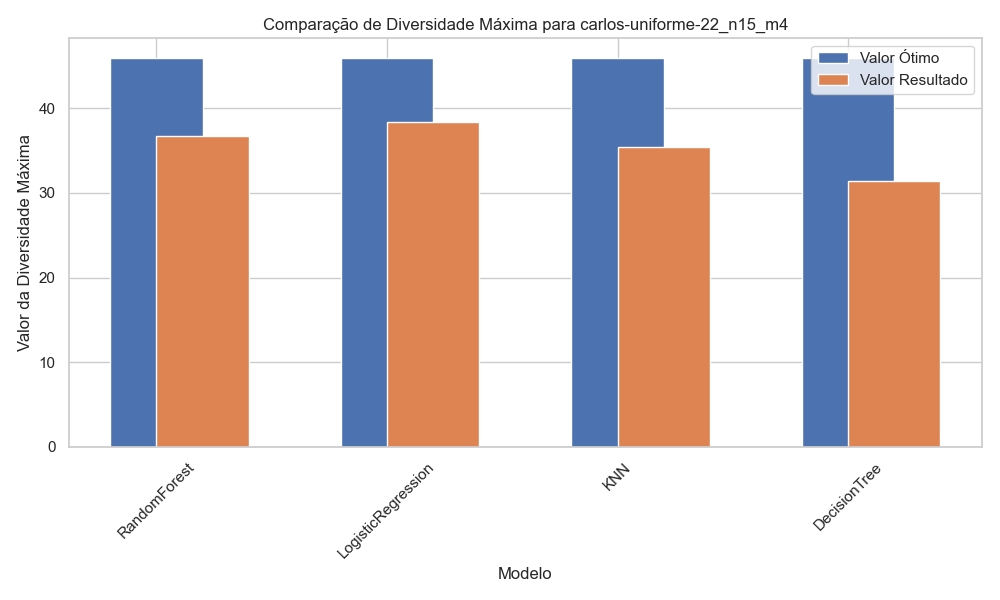 Comparação de Diversidade Máxima para carlos-uniforme-22_n15_m4
Valor Ótimo
Valor Resultado
Valor da Diversidade Máxima
40
30
20
10
0
RandomForest
LogisticRegression
KNN
DecisionTree
Modelo